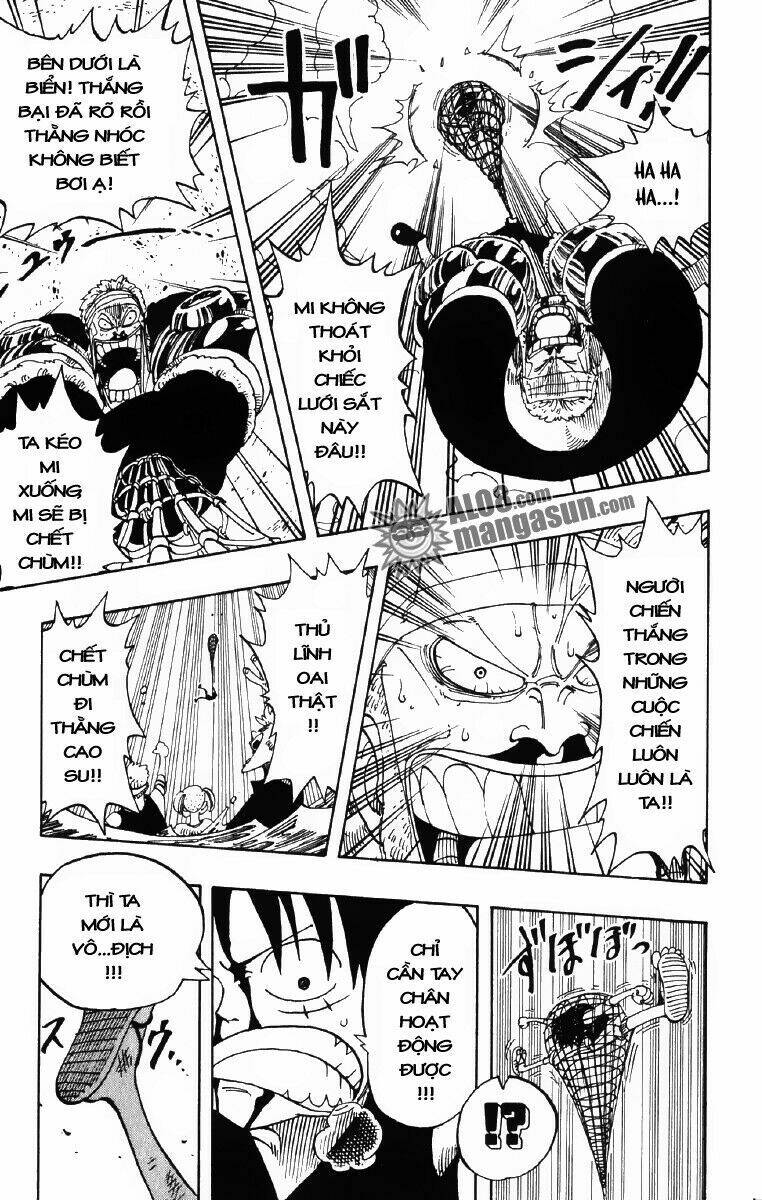 ガシィ!!
HA HA
HA...!
MI KHÔNG
THOÁT
KHỎI
CHIẾC
LƯỚI SẮT
NÀY
ĐÂU!!
BÊN DƯỚI LÀ
BIỂN! THẮNG
BẠI ĐÃ RÕ RỒI
THẰNG NHÓC
KHÔNG BIẾT
BƠI Ạ!
TA KÉO
MI
XUỐNG,
MI SẼ BỊ
CHẾT
CHÙM!!
ALO8.com
mangasun.com
NGƯỜI
CHIẾN
THẮNG
TRONG
NHỮNG
CUỘC
CHIẾN
LUÔN
LUÔN LÀ
TA!!
THỦ
LĨNH
OAI
THẬT
!!
CHẾT
CHÙM
ĐI
THẰNG
CAO
SU!!
ずぼぼっ
!?
CHỈ
CẦN TAY
CHÂN
HOẠT
ĐỘNG
ĐƯỢC
!!!
THÌ TA
MỚI LÀ
VÔ...ĐỊCH
!!!
スウ